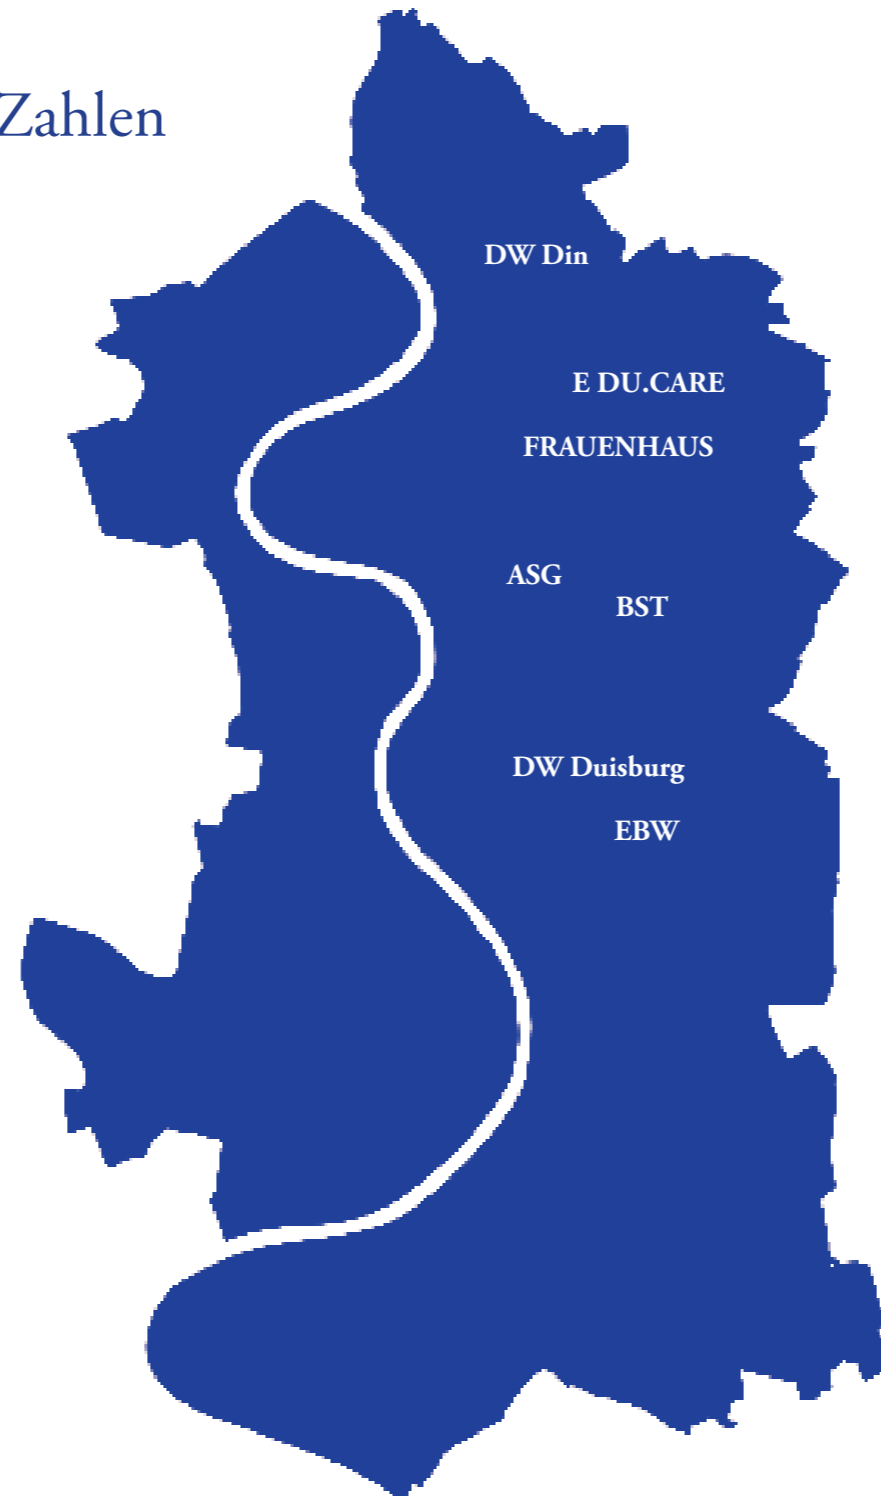 Zahlen
DW Din
E DU.CARE
FRAUENHAUS
ASG
BST
DW Duisburg
EBW